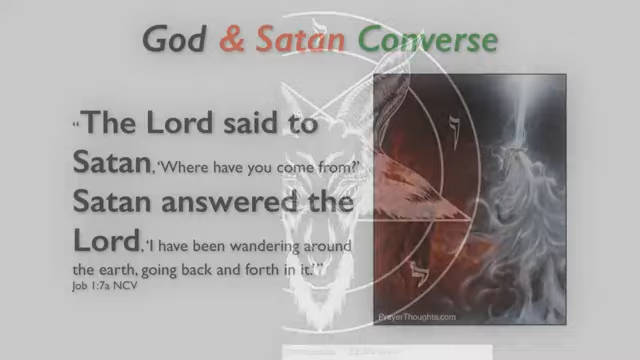 God & Satan Converse
“The Lord said to
Satan, ‘Where have you come from?’
Satan answered the
Lord, ‘I have been wandering around
the earth, going back and forth in it.’”
Job 1:7a NCV
PrayerThoughts.com